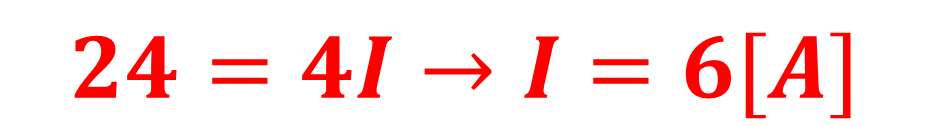 24 = 4I → I = 6[A]